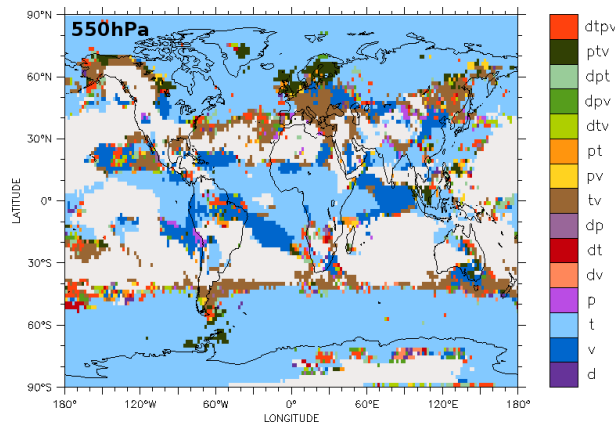 550hPa
90°N
60°N
30°N
0°
30°S
60°S
90°S
LATITUDE
180°
120°W
60°W
0°
60°E
120°E
180°
LONGITUDE
dtpv
ptv
dpt
dpv
dtv
pt
pv
tv
dp
dt
dv
p
t
v
d